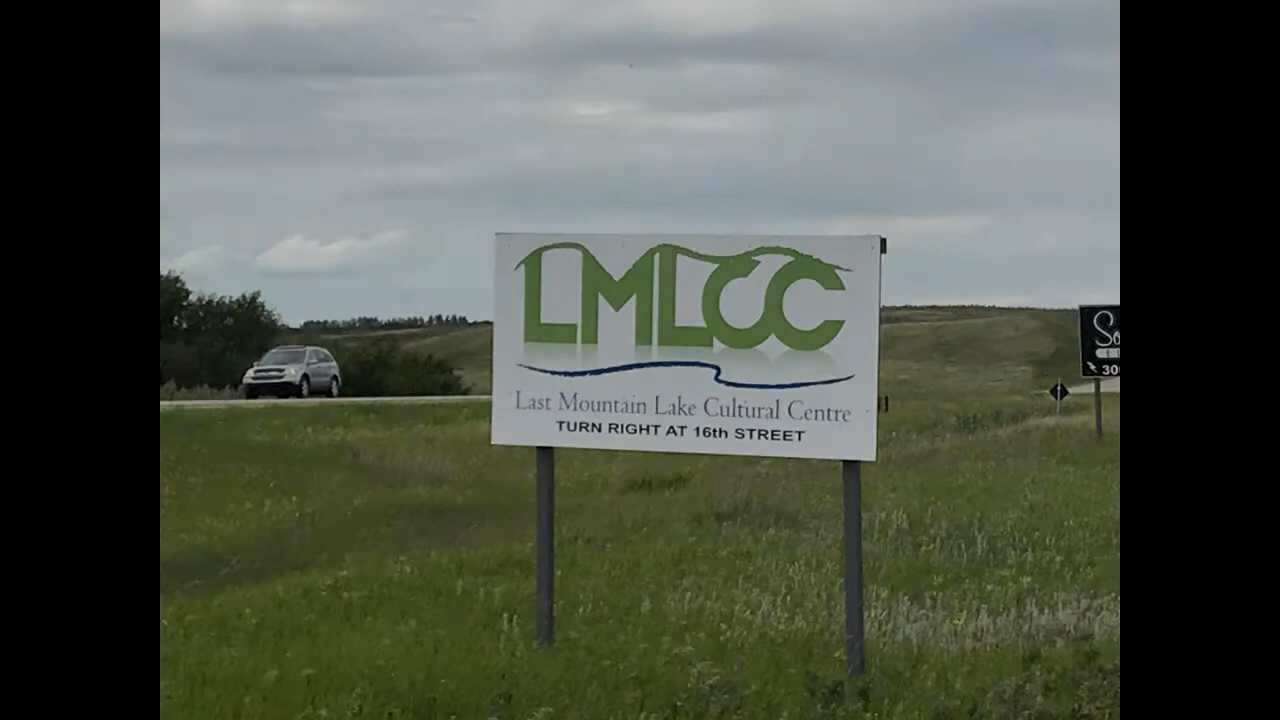 LMLCC
Last Mountain Lake Cultural Centre
TURN RIGHT AT 16th STREET